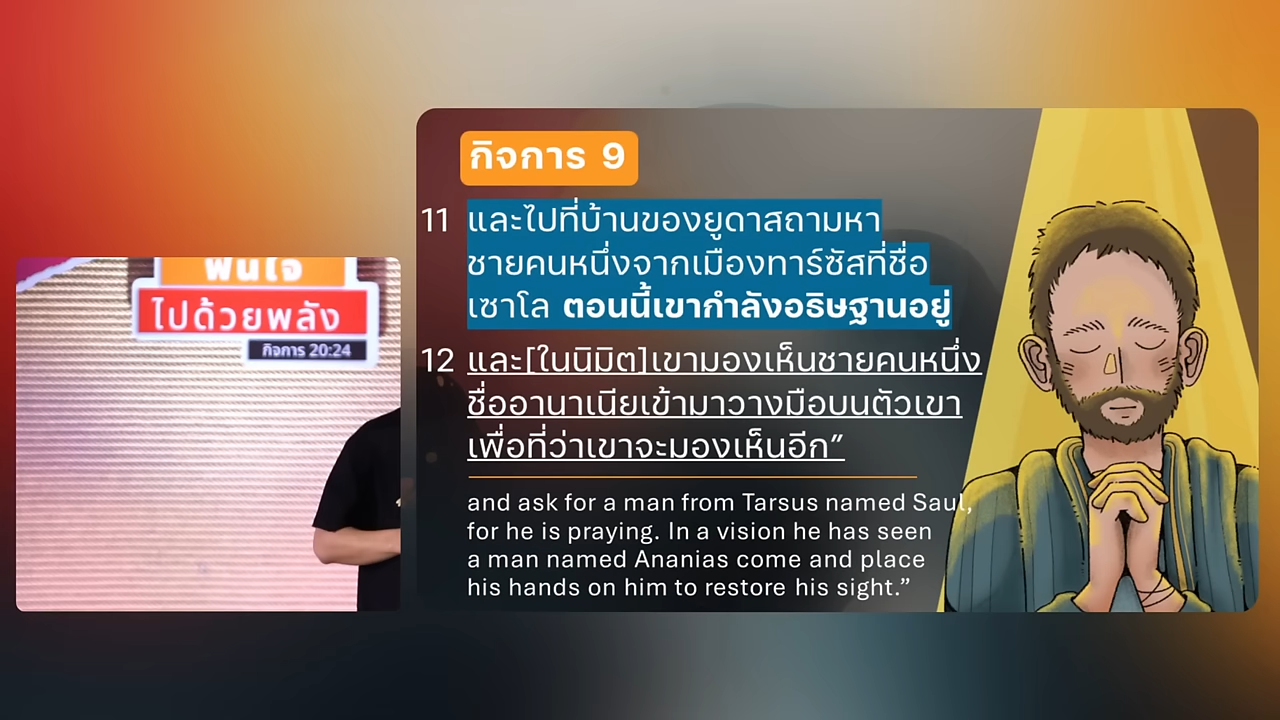 พันใจ
ไปด้วยพลัง
กิจการ 20:24
กิจการ 9
11 และไปที่บ้านของยูดาสถามหา
ชายคนหนึ่งจากเมืองทาร์ซัสที่ชื่อ
เซาโล ตอนนี้เขากำลังอธิษฐานอยู่
12 และ[ในนิมิต]เขามองเห็นชายคนหนึ่ง
ชื่ออานาเนียเข้ามาวางมือบนตัวเขา
เพื่อที่ว่าเขาจะมองเห็นอีก”
and ask for a man from Tarsus named Saul,
for he is praying. In a vision he has seen
a man named Ananias come and place
his hands on him to restore his sight.”